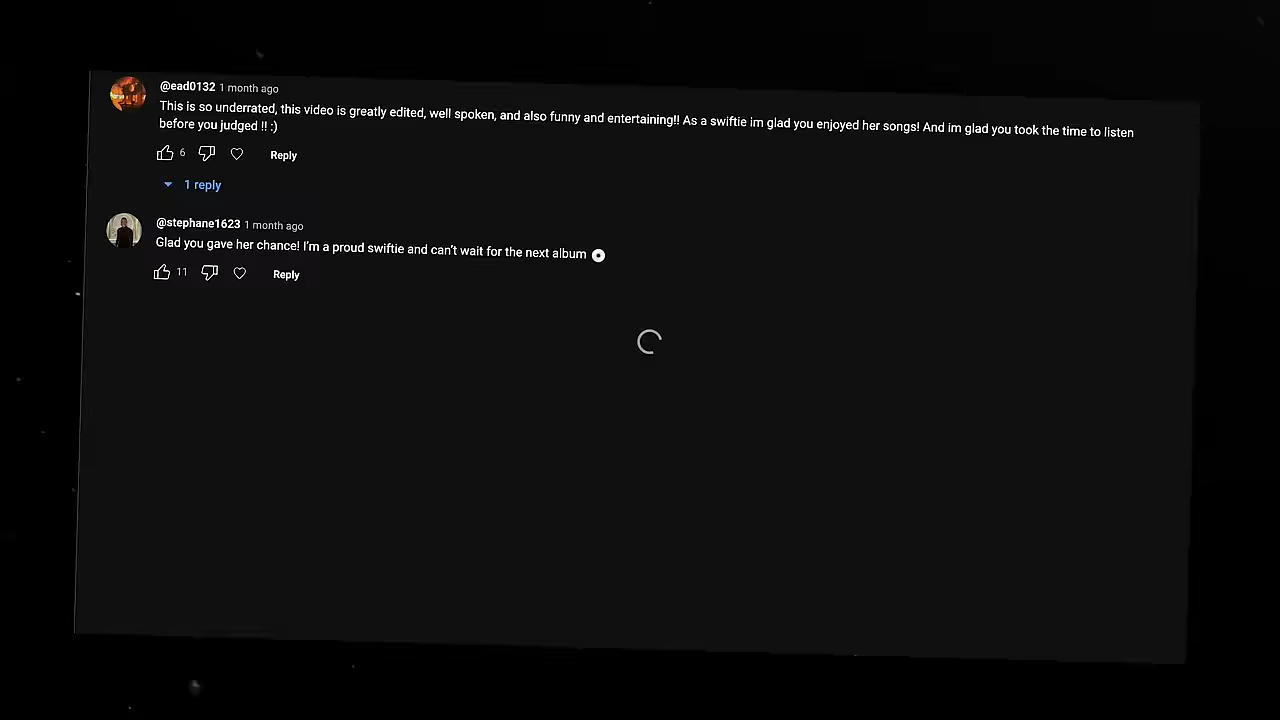 @ead0132 1 month ago
This is so underrated, this video is greatly edited, well spoken, and also funny and entertaining!! As a swiftie im glad you enjoyed her songs! And im glad you took the time to listen
before you judged !! :)
6 Reply
1 reply
@stephane1623 1 month ago
Glad you gave her chance! I'm a proud swiftie and can't wait for the next album
11 Reply